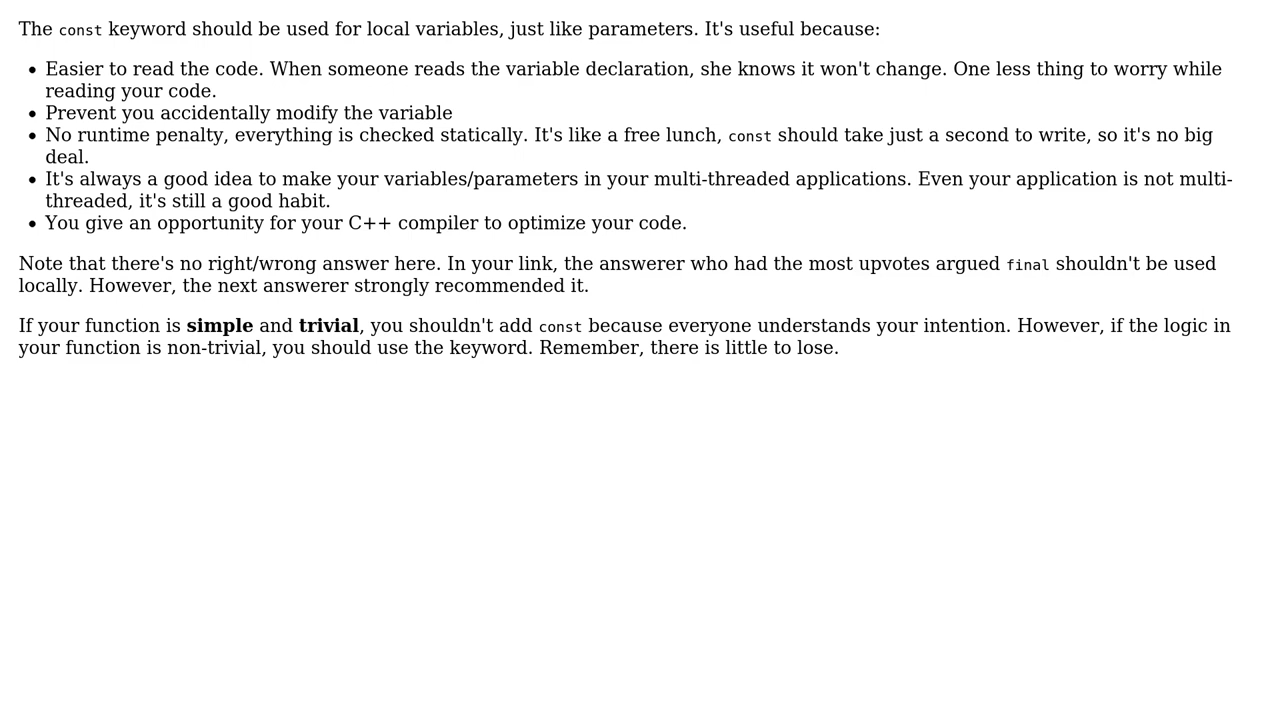 The const keyword should be used for local variables, just like parameters. It's useful because:
• Easier to read the code. When someone reads the variable declaration, she knows it won't change. One less thing to worry while
reading your code.
• Prevent you accidentally modify the variable
• No runtime penalty, everything is checked statically. It's like a free lunch, const should take just a second to write, so it's no big
deal.
• It's always a good idea to make your variables/parameters in your multi-threaded applications. Even your application is not multi-
threaded, it's still a good habit.
• You give an opportunity for your C++ compiler to optimize your code.
Note that there's no right/wrong answer here. In your link, the answerer who had the most upvotes argued final shouldn't be used
locally. However, the next answerer strongly recommended it.
If your function is simple and trivial, you shouldn't add const because everyone understands your intention. However, if the logic in
your function is non-trivial, you should use the keyword. Remember, there is little to lose.